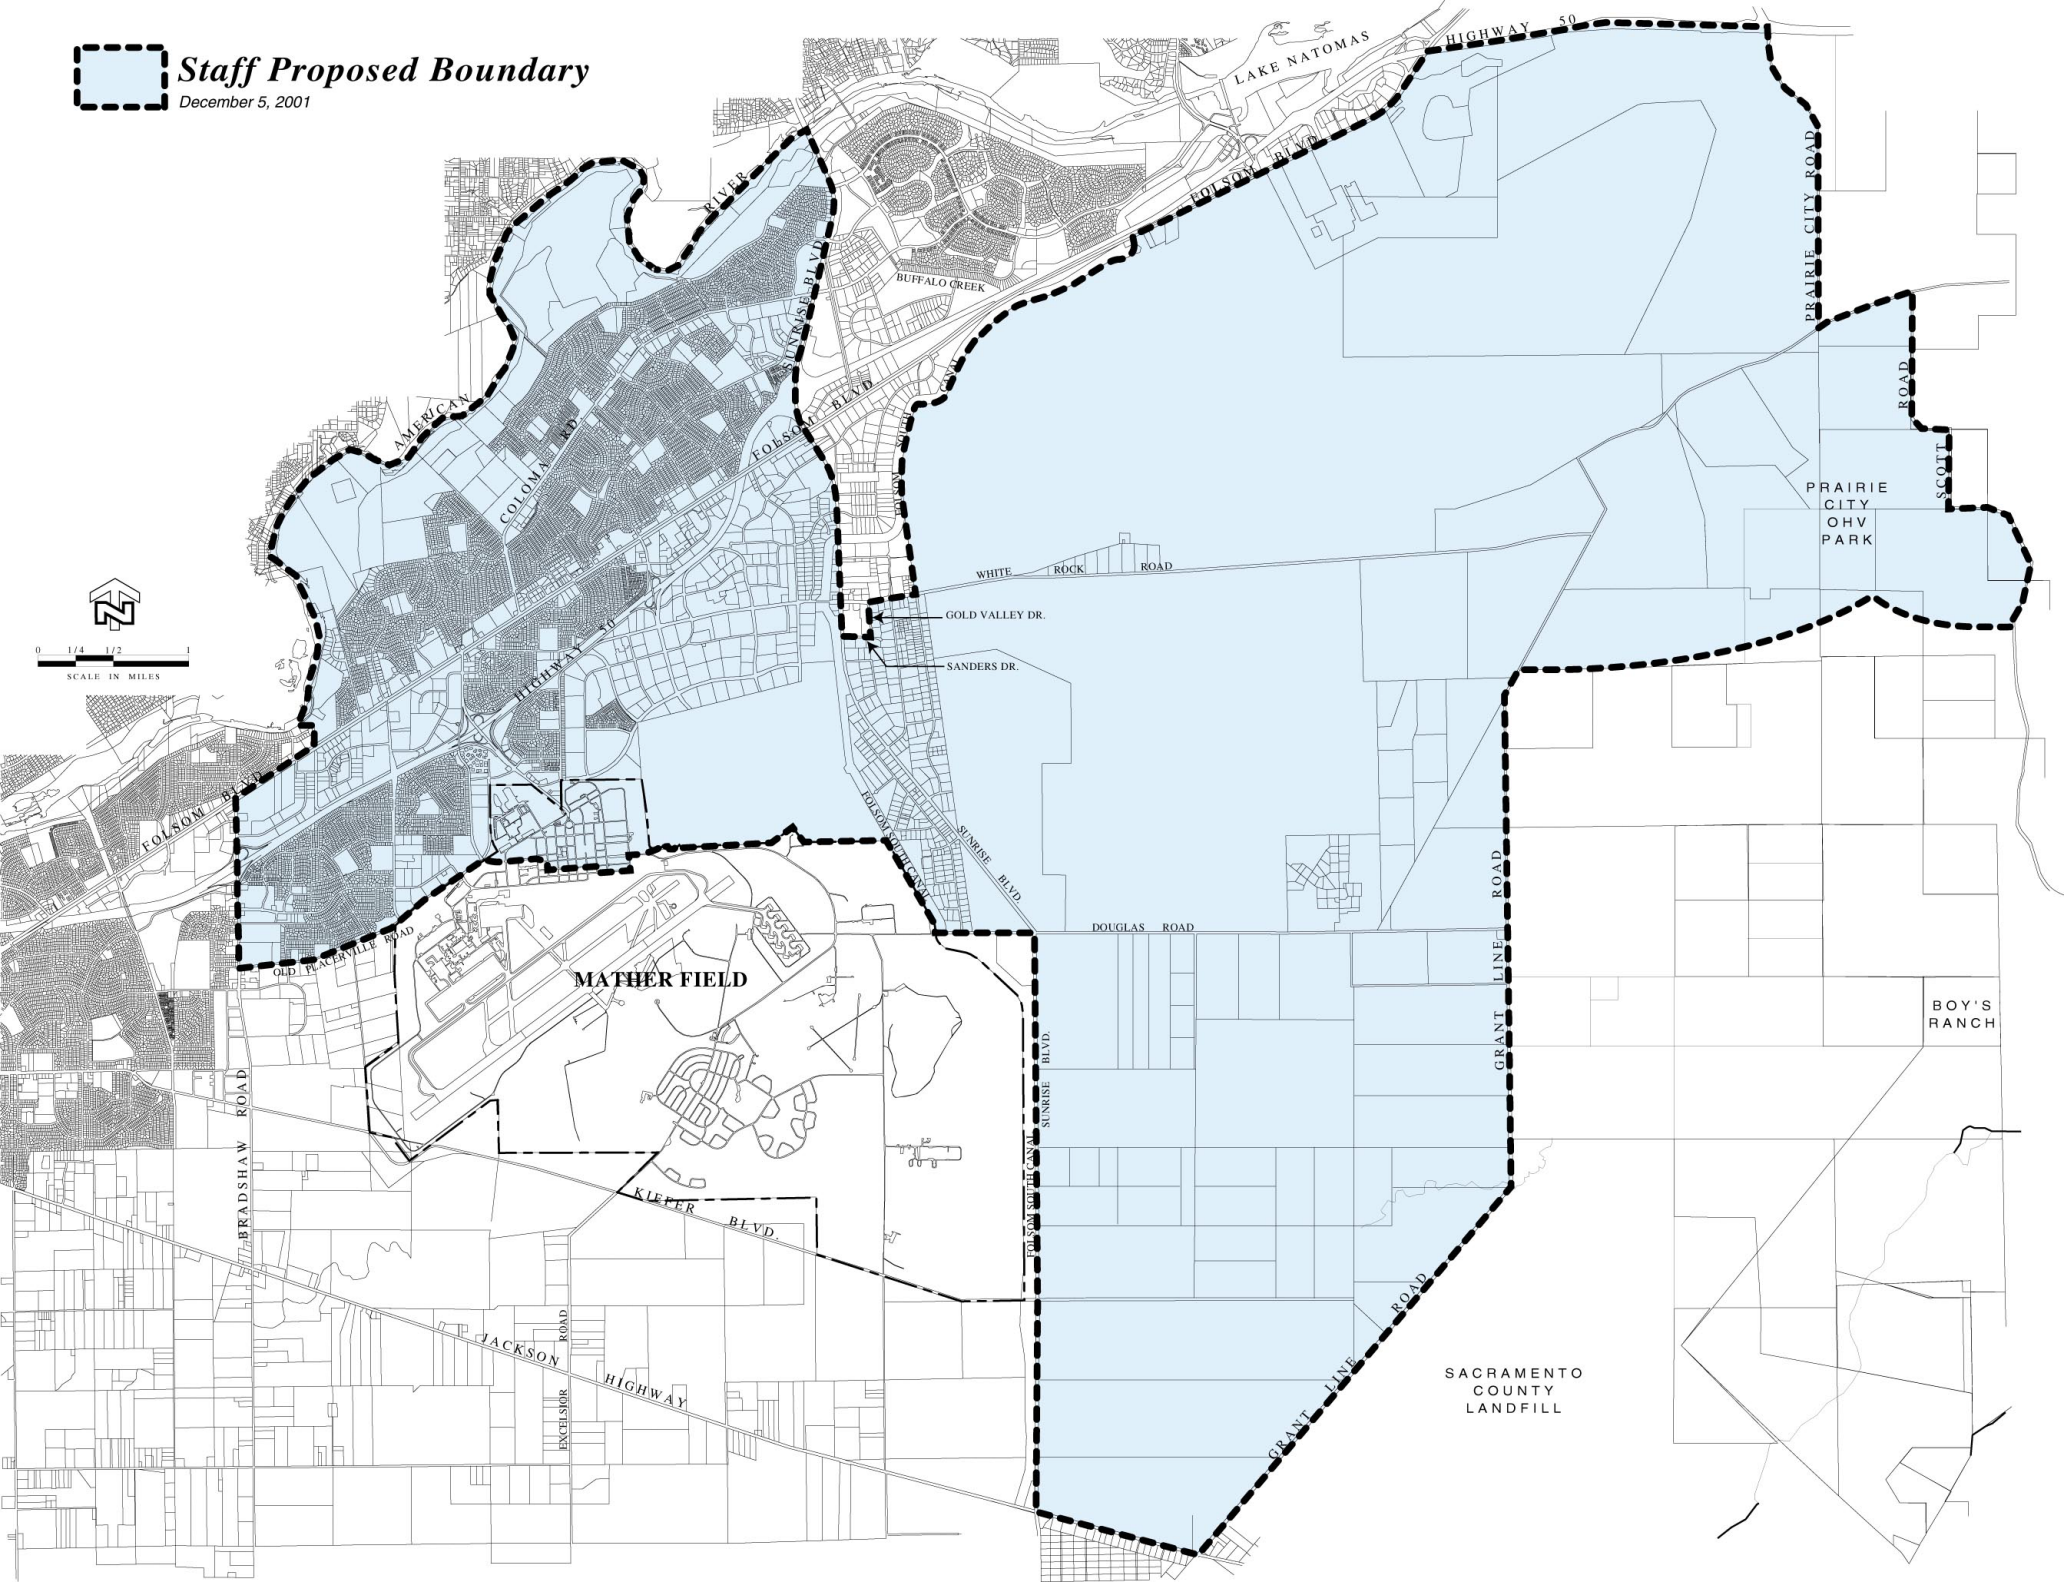 HIGHWAY 50
LAKE NATOMAS
Staff Proposed Boundary
December 5, 2001
FOLSOM BLVD
PRAIRIE CITY ROAD
RIVER
SUNRISE BLVD
BUFFALO CREEK
AMERICAN
COLOMA RD
FOLSOM BLVD
FOLSOM SOUTH CANAL
ROAD
SCOTT
PRAIRIE
CITY
OHV
PARK
WHITE ROCK ROAD
GOLD VALLEY DR.
SANDERS DR.
HIGHWAY 50
N
0 1/4 1/2 1
SCALE IN MILES
FOLSOM BLVD
FOLSOM SOUTH CANAL
SUNRISE BLVD.
OLD PLACERVILLE ROAD
DOUGLAS ROAD
GRANT LINE ROAD
MATHER FIELD
BOY'S
RANCH
SUNRISE BLVD.
FOLSOM SOUTH CANAL
BRADSHAW ROAD
KIEFER BLVD.
JACKSON HIGHWAY
EXCELSIOR ROAD
GRANT LINE ROAD
SACRAMENTO
COUNTY
LANDFILL